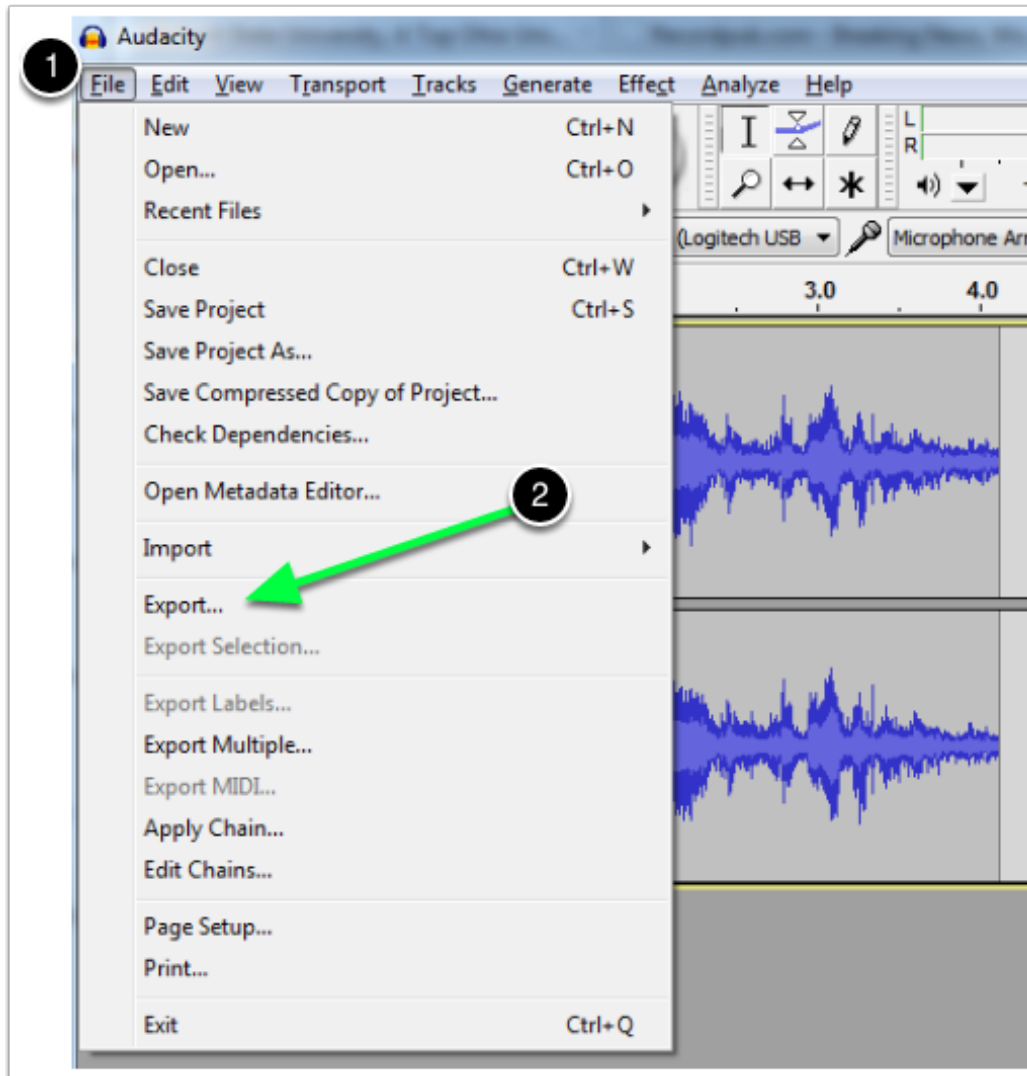 Audacity
1
File Edit View Transport Tracks Generate Effect Analyze Help
New Ctrl+N
Open... Ctrl+O
Recent Files
Close Ctrl+W
Save Project Ctrl+S
Save Project As...
Save Compressed Copy of Project...
Check Dependencies...
Open Metadata Editor...
2
Import
Export...
Export Selection...
Export Labels...
Export Multiple...
Export MIDI...
Apply Chain...
Edit Chains...
Page Setup...
Print...
Exit Ctrl+Q
L
R
(Logitech USB Microphone Arr
3.0 4.0